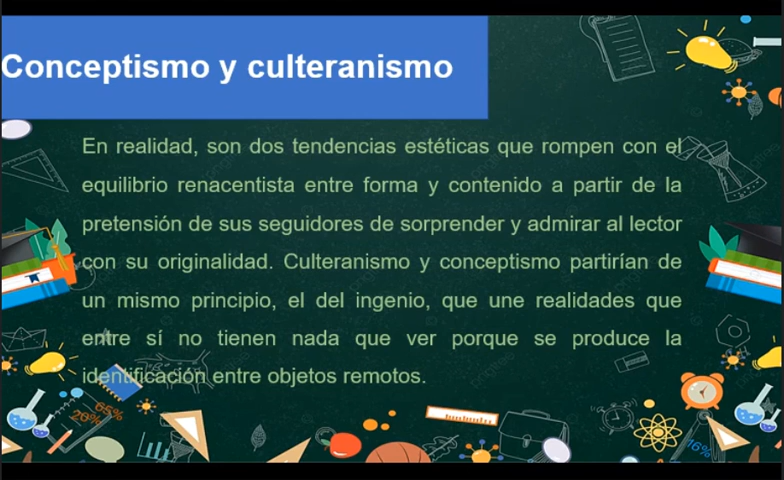 Conceptismo y culteranismo
En realidad, son dos tendencias estéticas que rompen con el
equilibrio renacentista entre forma y contenido a partir de la
pretensión de sus seguidores de sorprender y admirar al lector
con su originalidad. Culteranismo y conceptismo partirían de
un mismo principio, el del ingenio, que une realidades que
entre sí no tienen nada que ver porque se produce la
identificación entre objetos remotos.
65%
20%
16%